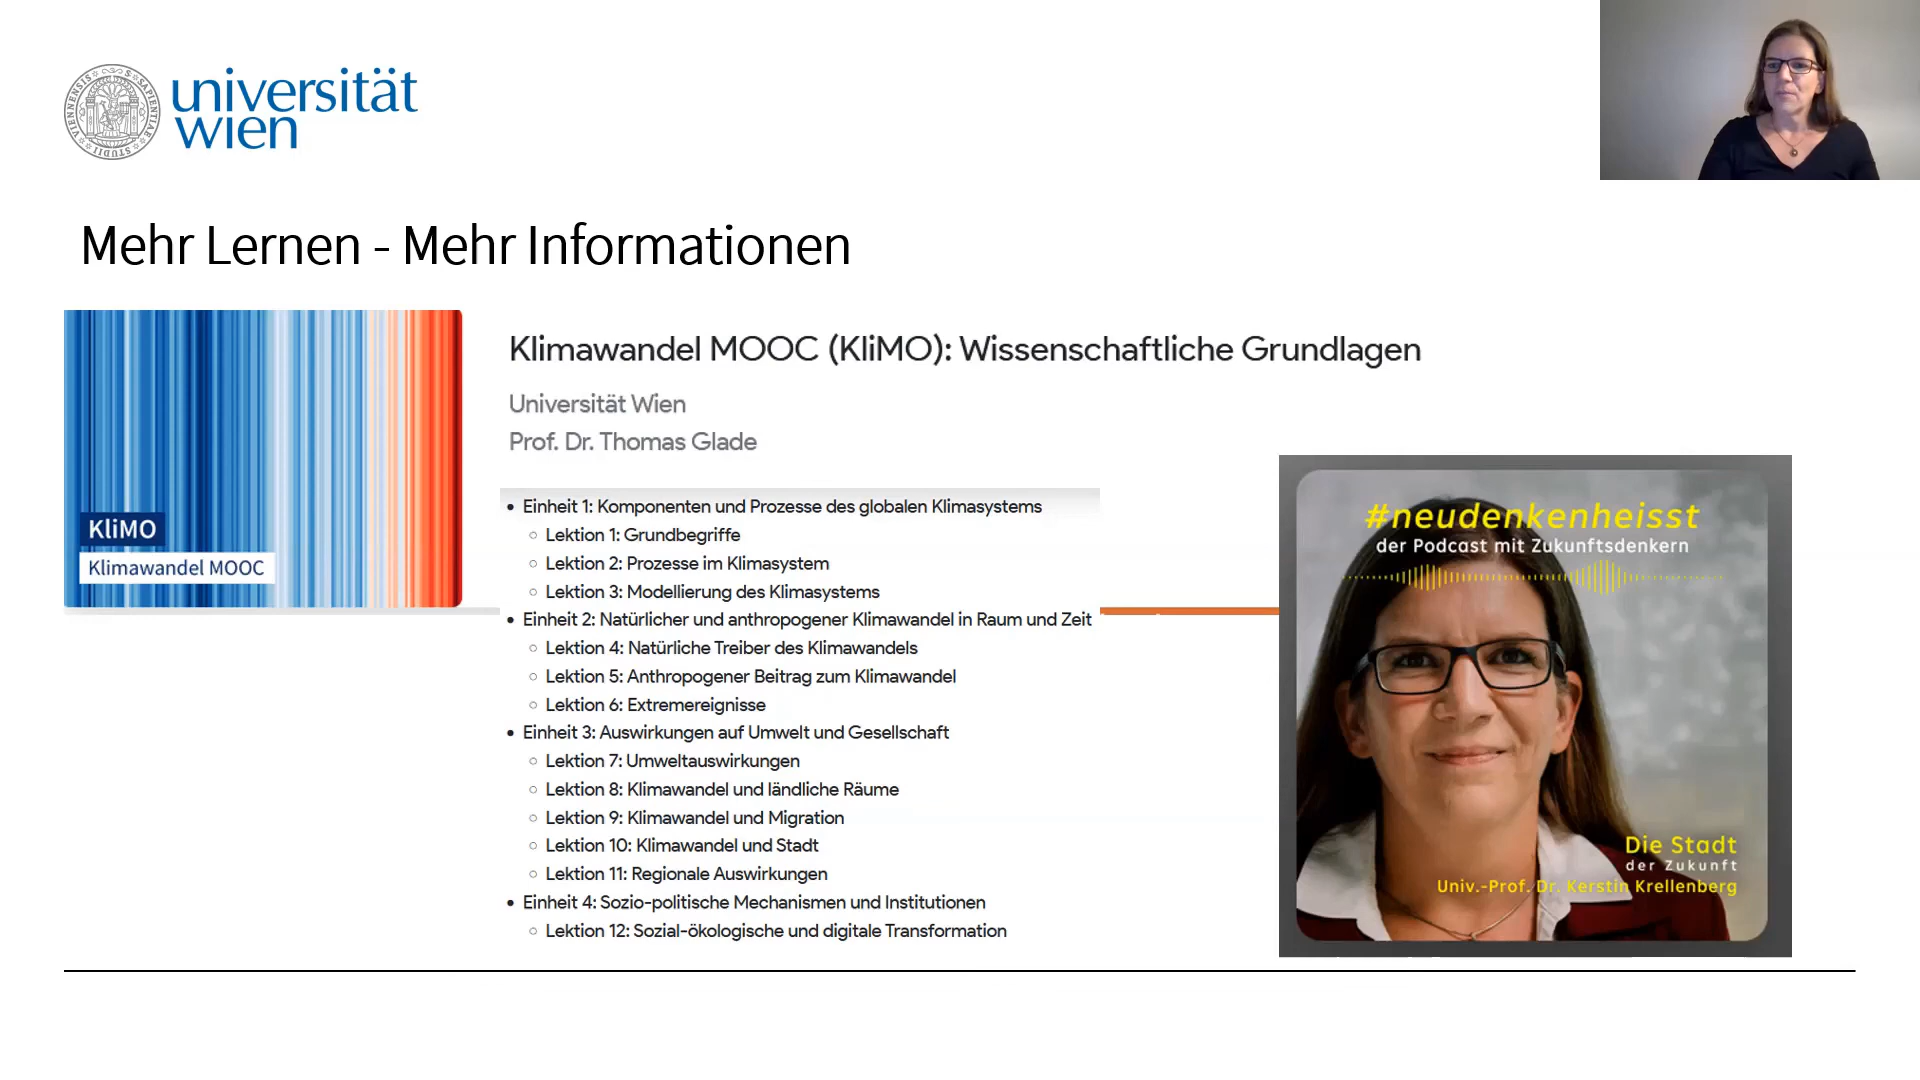 universität
wien
Mehr Lernen - Mehr Informationen
KliMO
Klimawandel MOOC
Klimawandel MOOC (KliMO): Wissenschaftliche Grundlagen
Universität Wien
Prof. Dr. Thomas Glade
• Einheit 1: Komponenten und Prozesse des globalen Klimasystems
○ Lektion 1: Grundbegriffe
○ Lektion 2: Prozesse im Klimasystem
○ Lektion 3: Modellierung des Klimasystems
• Einheit 2: Natürlicher und anthropogener Klimawandel in Raum und Zeit
○ Lektion 4: Natürliche Treiber des Klimawandels
○ Lektion 5: Anthropogener Beitrag zum Klimawandel
○ Lektion 6: Extremereignisse
• Einheit 3: Auswirkungen auf Umwelt und Gesellschaft
○ Lektion 7: Umweltauswirkungen
○ Lektion 8: Klimawandel und ländliche Räume
○ Lektion 9: Klimawandel und Migration
○ Lektion 10: Klimawandel und Stadt
○ Lektion 11: Regionale Auswirkungen
• Einheit 4: Sozio-politische Mechanismen und Institutionen
○ Lektion 12: Sozial-ökologische und digitale Transformation
#neudenkenheisst
der Podcast mit Zukunftsdenkern
Die Stadt
der Zukunft
Univ.-Prof. Dr. Kerstin Krellenberg